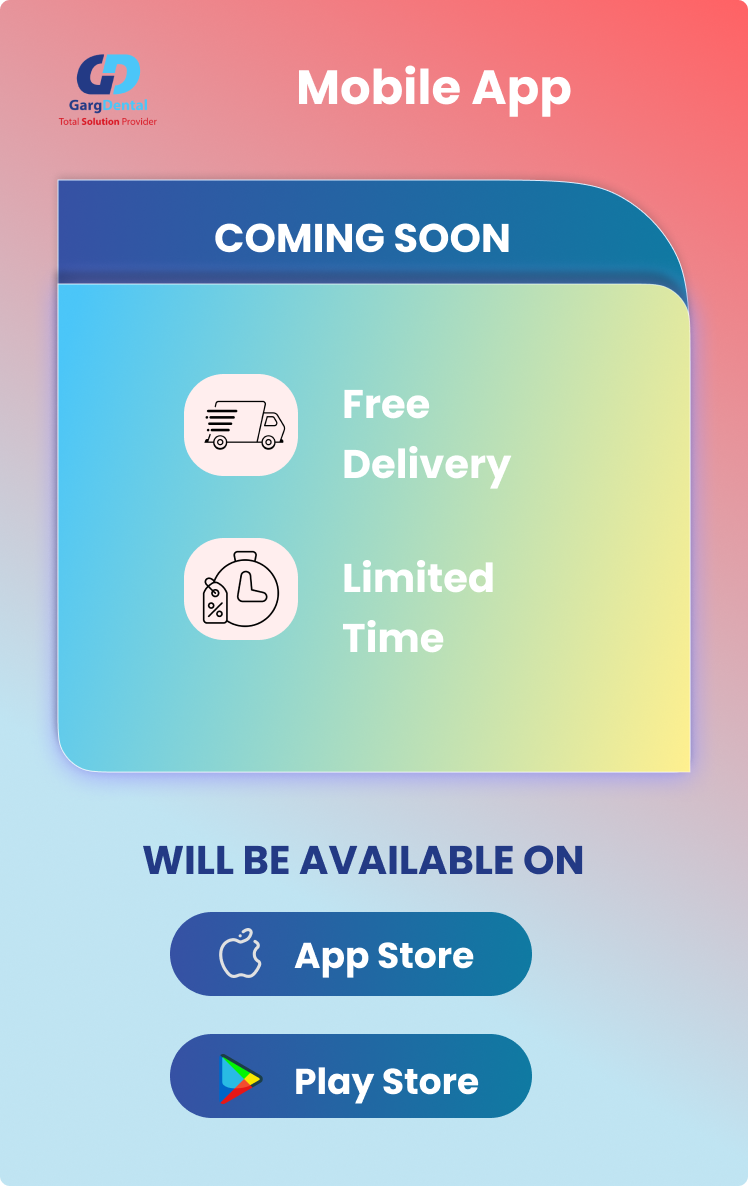 GargDental
Total Solution Provider
Mobile App
COMING SOON
Free
Delivery
Limited
Time
WILL BE AVAILABLE ON
App Store
Play Store